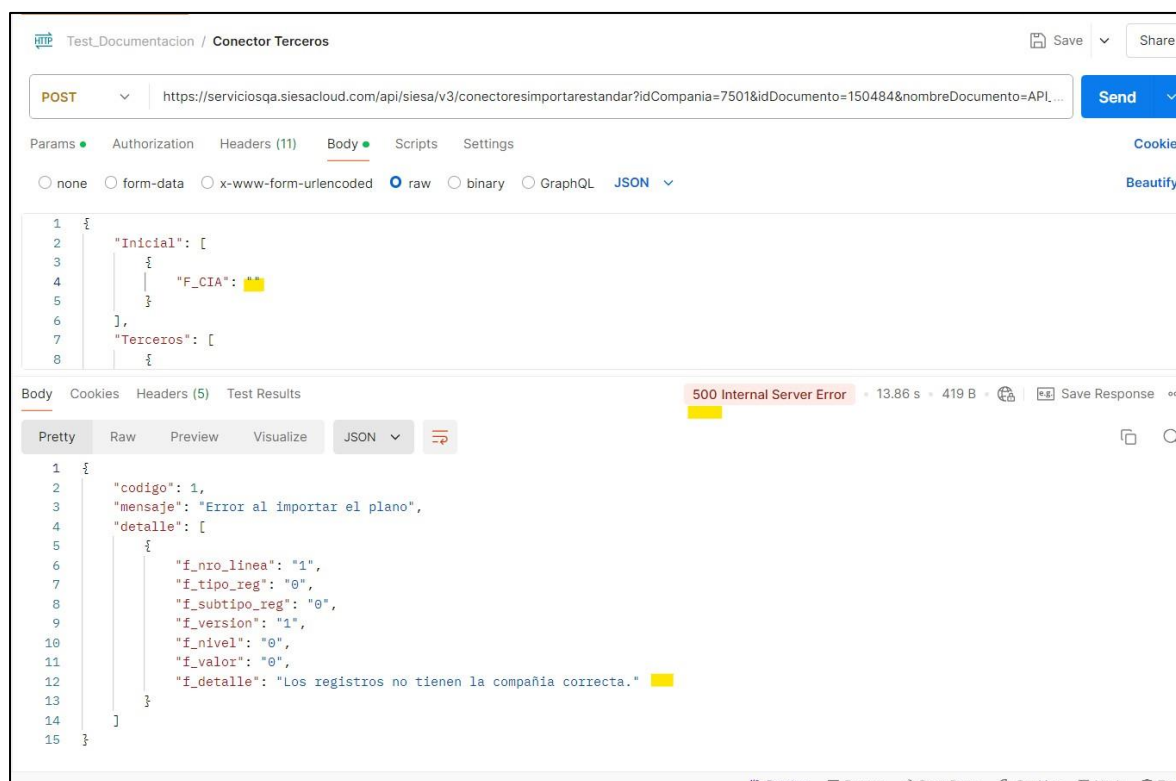 HTTP Test_Documentacion / Conector Terceros Save Share
POST https://serviciosqa.siesacloud.com/api/siesa/v3/conectoresimportarestandar?idCompania=7501&idDocumento=150484&nombreDocumento=API_... Send
Params Authorization Headers (11) Body Scripts Settings Cookie
none form-data x-www-form-urlencoded raw binary GraphQL JSON Beautify
1 {
2 "Inicial": [
3 {
4 "F_CIA": ""
5 }
6 ],
7 "Terceros": [
8 {
Body Cookies Headers (5) Test Results 500 Internal Server Error 13.86 s 419 B e.g. Save Response
Pretty Raw Preview Visualize JSON
1 {
2 "codigo": 1,
3 "mensaje": "Error al importar el plano",
4 "detalle": [
5 {
6 "f_nro_linea": "1",
7 "f_tipo_reg": "0",
8 "f_subtipo_reg": "0",
9 "f_version": "1",
10 "f_nivel": "0",
11 "f_valor": "0",
12 "f_detalle": "Los registros no tienen la compañia correcta."
13 }
14 ]
15 }